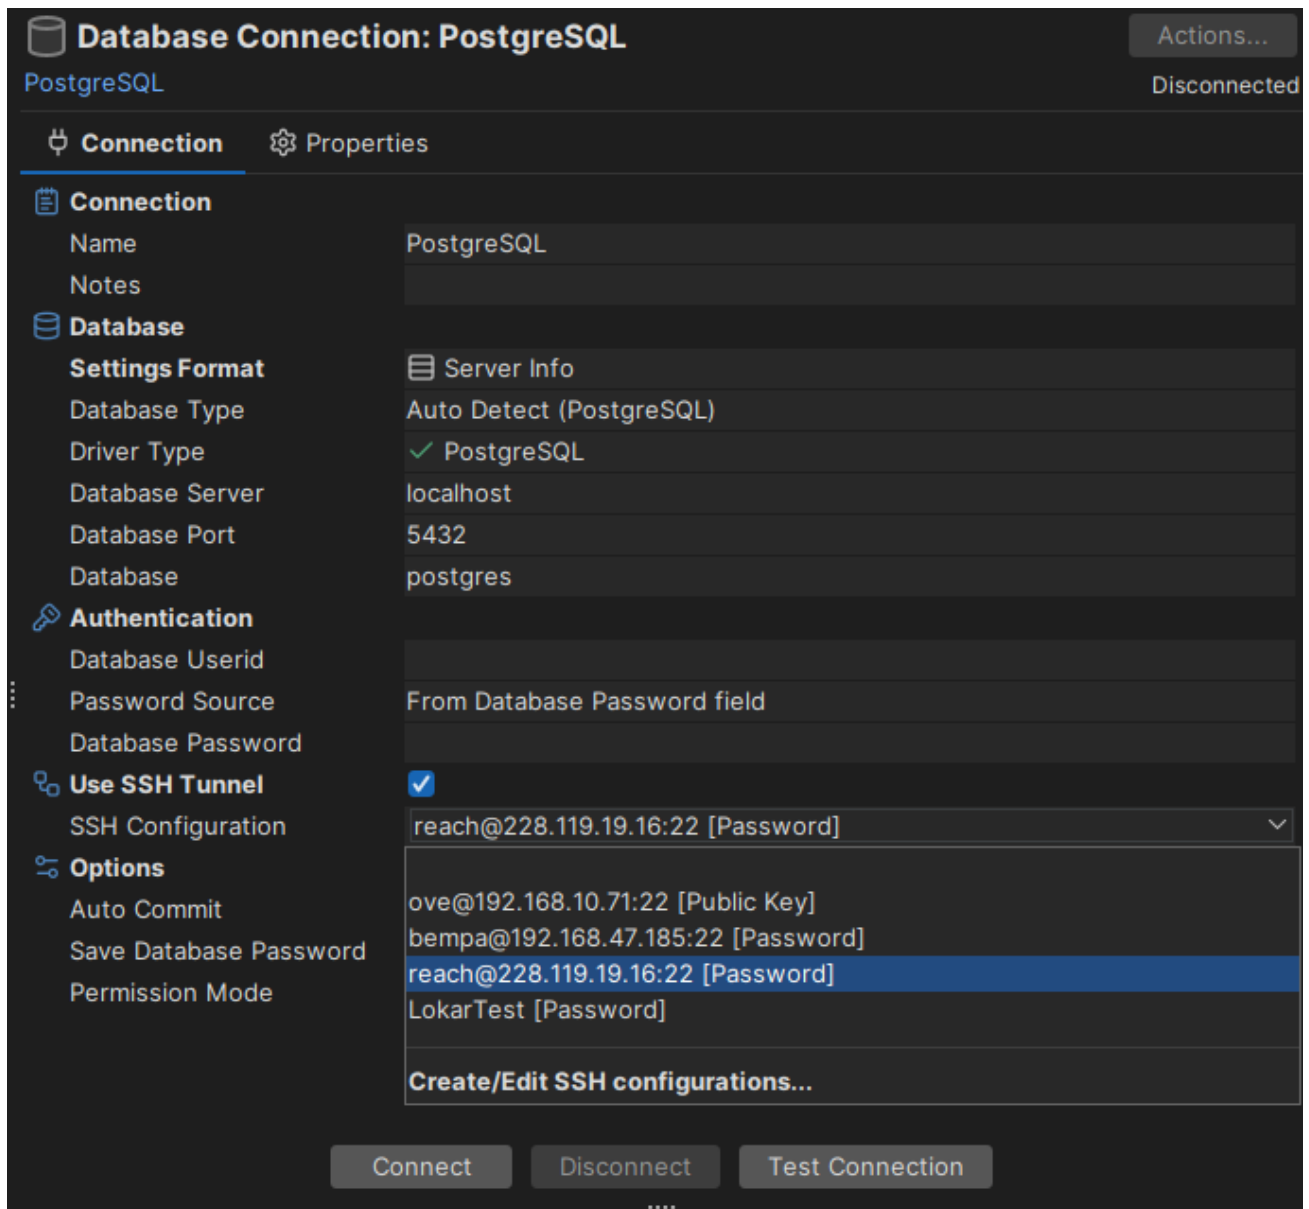 Database Connection: PostgreSQL
Actions...
PostgreSQL
Disconnected
Connection
Properties
Connection
Name PostgreSQL
Notes
Database
Settings Format Server Info
Database Type Auto Detect (PostgreSQL)
Driver Type PostgreSQL
Database Server localhost
Database Port 5432
Database postgres
Authentication
Database Userid
Password Source From Database Password field
Database Password
Use SSH Tunnel
SSH Configuration reach@228.119.19.16:22 [Password]
Options
Auto Commit
Save Database Password
Permission Mode
ove@192.168.10.71:22 [Public Key]
bempa@192.168.47.185:22 [Password]
reach@228.119.19.16:22 [Password]
LokarTest [Password]
Create/Edit SSH configurations...
Connect
Disconnect
Test Connection